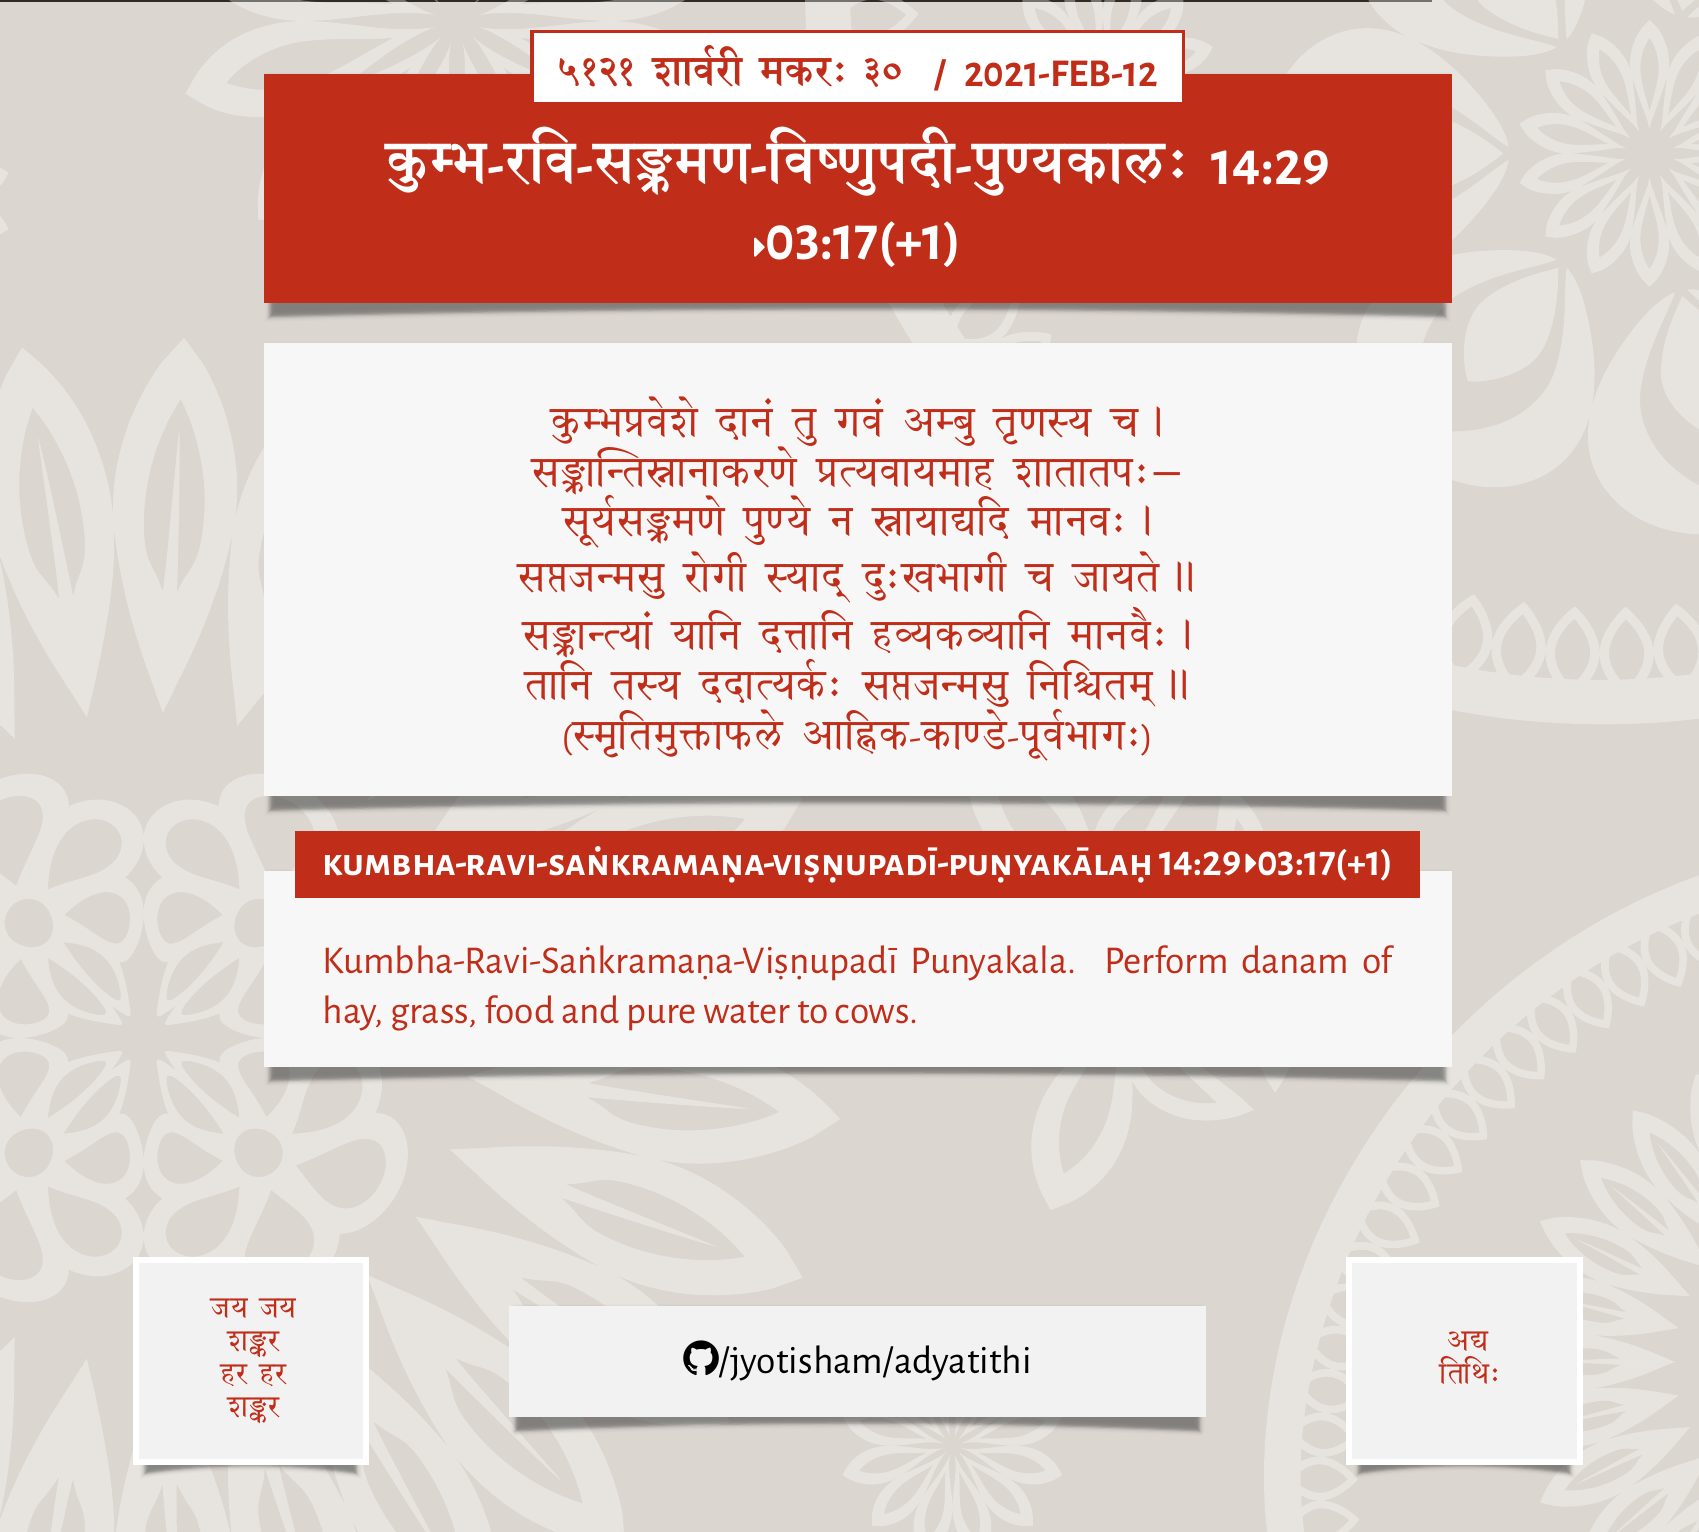 ५१२१ शार्वरी मकरः ३० / 2021-FEB-12
कुम्भ-रवि-सङ्क्रमण-विष्णुपदी-पुण्यकालः 14:29
▸03:17(+1)
कुम्भप्रवेशे दानं तु गवं अम्बु तृणस्य च।
सङ्क्रान्तिस्नानाकरणे प्रत्यवायमाह शातातपः—
सूर्यसङ्क्रमणे पुण्ये न स्नायाद्यदि मानवः ।
सप्तजन्मसु रोगी स्याद् दुःखभागी च जायते॥
सङ्क्रान्त्यां यानि दत्तानि हव्यकव्यानि मानवैः ।
तानि तस्य ददात्यर्कः सप्तजन्मसु निश्चितम्॥
(स्मृतिमुक्ताफले आह्निक-काण्डे-पूर्वभागः)
KUMBHA-RAVI-SAṄKRAMAṆA-VIṢṆUPADĪ-PUṆYAKĀLAḤ 14:29▸03:17(+1)
Kumbha-Ravi-Saṅkramaṇa-Viṣṇupadī Punyakala. Perform danam of
hay, grass, food and pure water to cows.
जय जय
शङ्कर
हर हर
शङ्कर
/jyotisham/adyatithi
अद्य
तिथिः